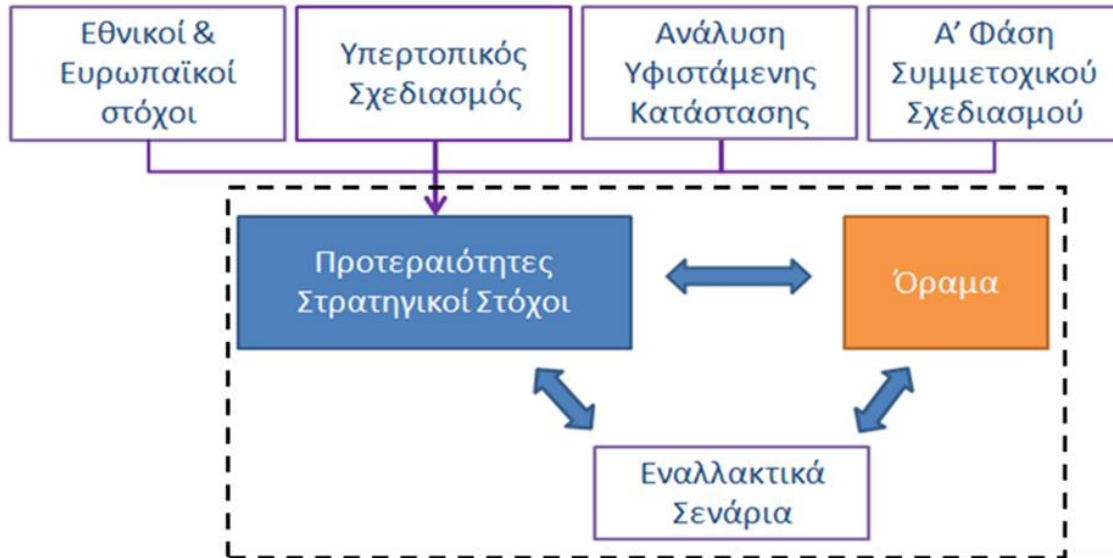 Εθνικοί &
Ευρωπαϊκοί
στόχοι
Υπερτοπικός
Σχεδιασμός
Ανάλυση
Υφιστάμενης
Κατάστασης
Α’ Φάση
Συμμετοχικού
Σχεδιασμού
Προτεραιότητες
Στρατηγικοί Στόχοι
Όραμα
Εναλλακτικά
Σενάρια